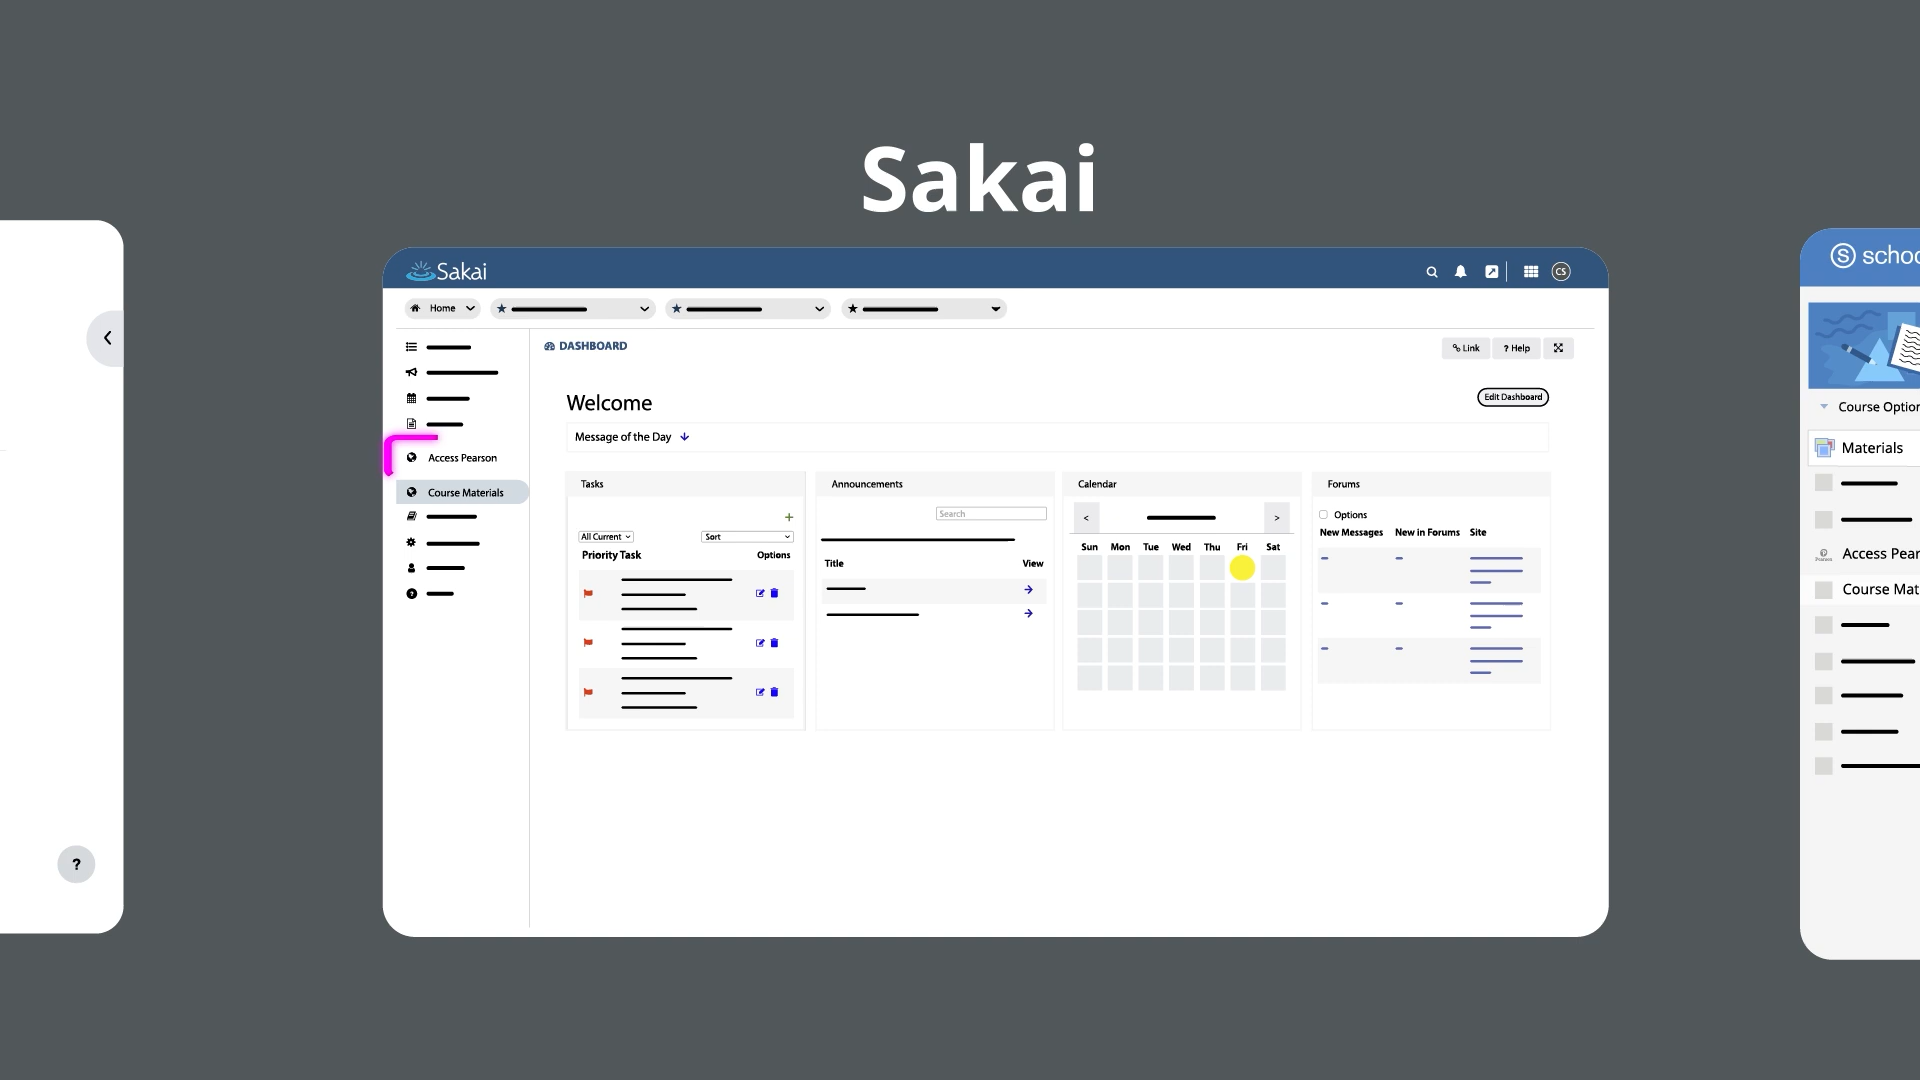 Sakai
Sakai
CS
Home
DASHBOARD
Link
? Help
Welcome
Edit Dashboard
Message of the Day
Access Pearson
Course Materials
Tasks
All Current
Sort
Priority Task
Options
Announcements
Search
Title
View
Calendar
<
>
Sun Mon Tue Wed Thu Fri Sat
Forums
Options
New Messages New in Forums Site
?
S schoo
Course Option
Materials
Access Pear
Course Mat